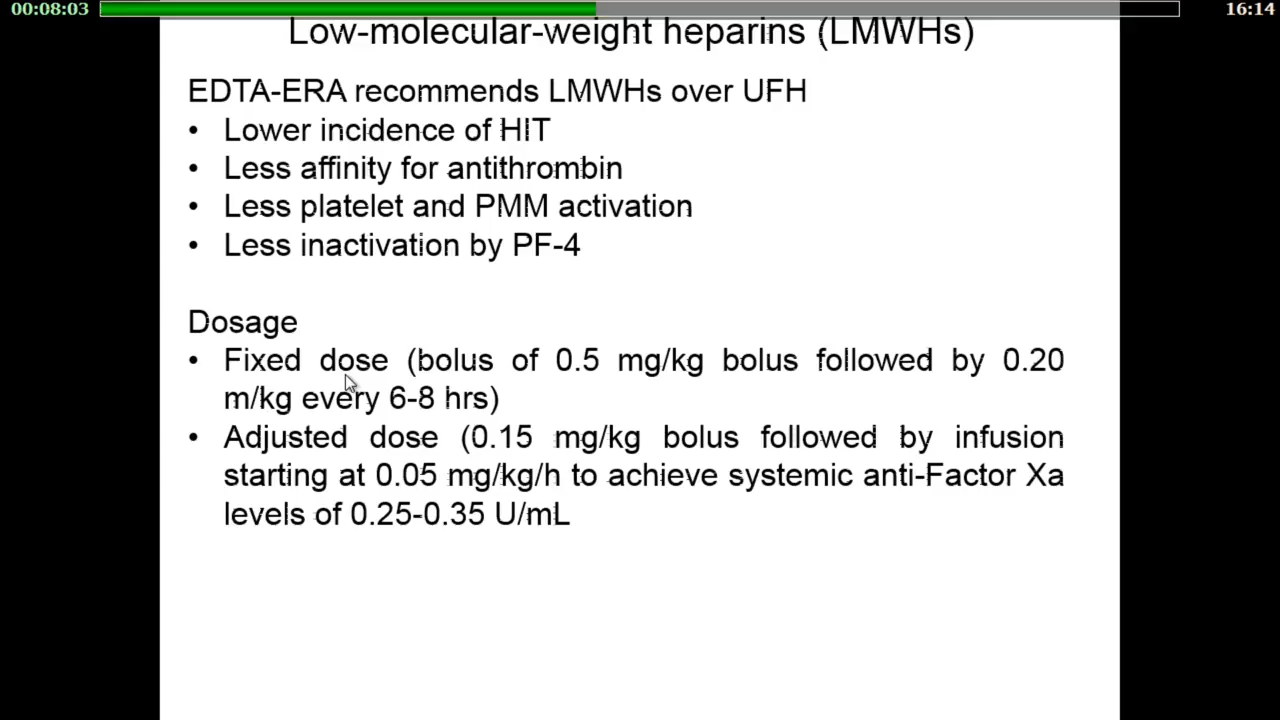 00:08:03
16:14
Low-molecular-weight heparins (LMWHs)
EDTA-ERA recommends LMWHs over UFH
• Lower incidence of HIT
• Less affinity for antithrombin
• Less platelet and PMM activation
• Less inactivation by PF-4
Dosage
• Fixed dose (bolus of 0.5 mg/kg bolus followed by 0.20
m/kg every 6-8 hrs)
• Adjusted dose (0.15 mg/kg bolus followed by infusion
starting at 0.05 mg/kg/h to achieve systemic anti-Factor Xa
levels of 0.25-0.35 U/mL